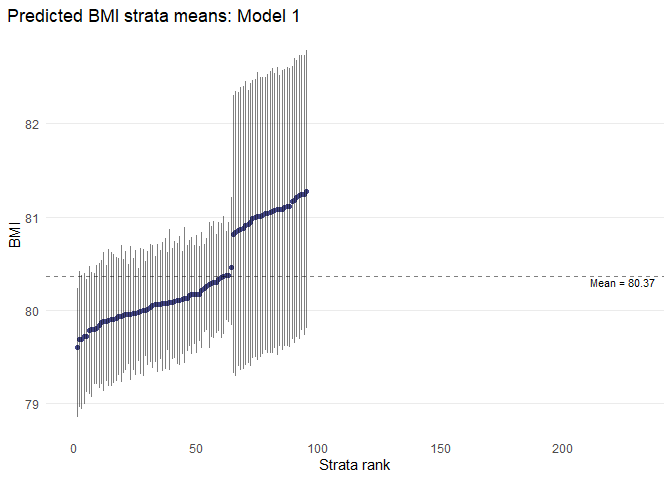 Predicted BMI strata means: Model 1
BMI
82
81
80
79
Mean = 80.37
0 50 100 150 200
Strata rank